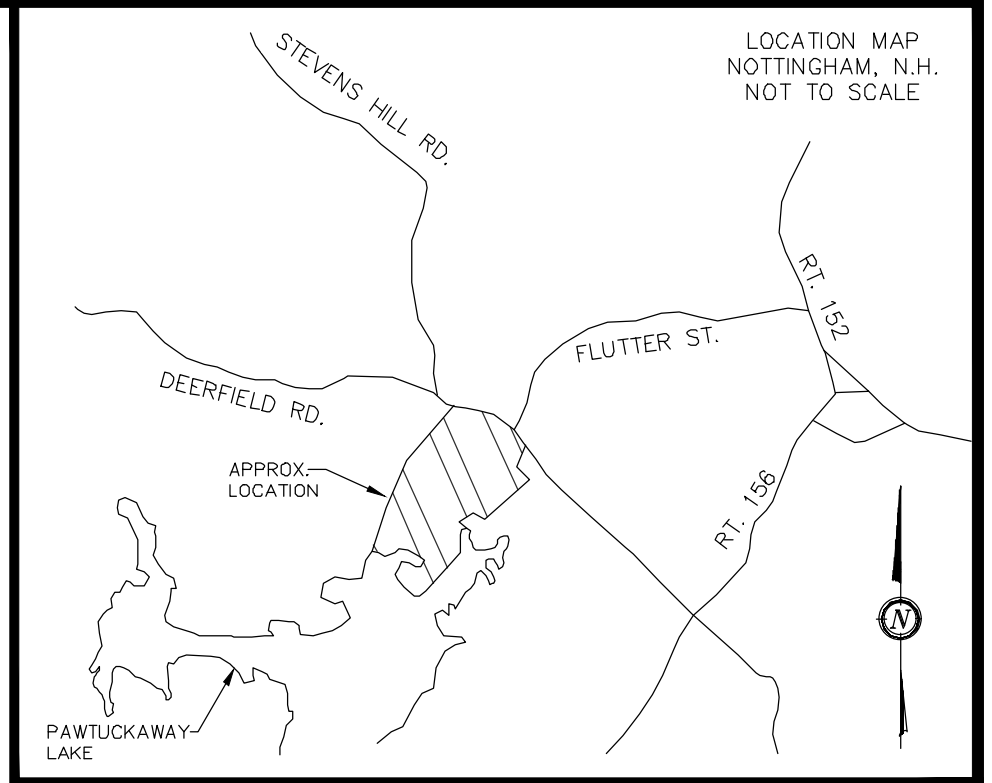 LOCATION MAP
NOTTINGHAM, N.H.
NOT TO SCALE
STEVENS HILL RD.
RT. 152
FLUTTER ST.
DEERFIELD RD.
APPROX.
LOCATION
RT. 156
N
PAWTUCKAWAY
LAKE